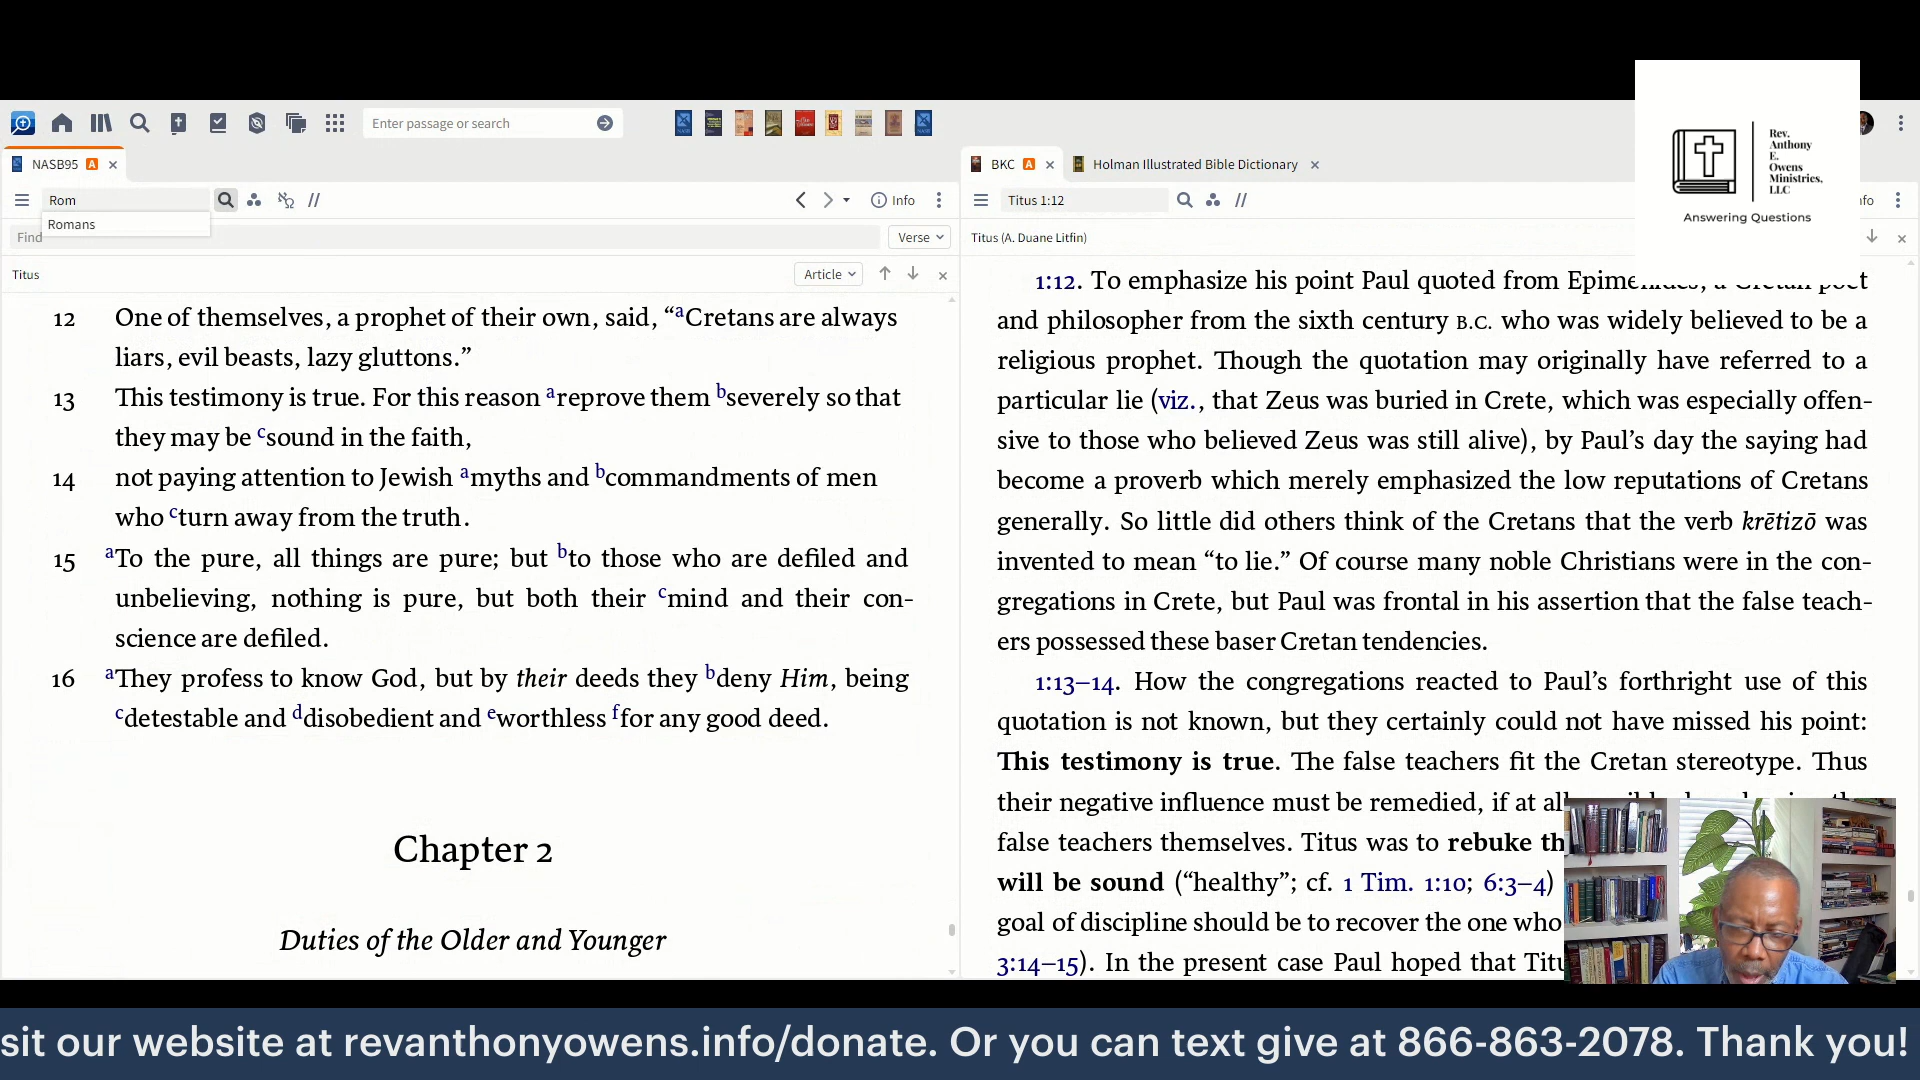 Enter passage or search
NASB95 A
Rom
Romans
Info
Find
Verse
Titus
Article
12 One of themselves, a prophet of their own, said, “aCretans are always
liars, evil beasts, lazy gluttons.”
13 This testimony is true. For this reason areprove them bseverely so that
they may be csound in the faith,
14 not paying attention to Jewish amyths and bcommandments of men
who cturn away from the truth.
15 aTo the pure, all things are pure; but bto those who are defiled and
unbelieving, nothing is pure, but both their cmind and their con-
science are defiled.
16 aThey profess to know God, but by their deeds they bdeny Him, being
cdetestable and ddisobedient and eworthless ffor any good deed.
Chapter 2
Duties of the Older and Younger
BKC A
Holman Illustrated Bible Dictionary
Titus 1:12
Titus (A. Duane Litfin)
1:12. To emphasize his point Paul quoted from
and philosopher from the sixth century B.C. who was widely believed to be a
religious prophet. Though the quotation may originally have referred to a
particular lie (viz., that Zeus was buried in Crete, which was especially offen-
sive to those who believed Zeus was still alive), by Paul’s day the saying had
become a proverb which merely emphasized the low reputations of Cretans
generally. So little did others think of the Cretans that the verb krētizō was
invented to mean “to lie.” Of course many noble Christians were in the con-
gregations in Crete, but Paul was frontal in his assertion that the false teach-
ers possessed these baser Cretan tendencies.
1:13–14. How the congregations reacted to Paul’s forthright use of this
quotation is not known, but they certainly could not have missed his point:
This testimony is true. The false teachers fit the Cretan stereotype. Thus
their negative influence must be remedied, if at
false teachers themselves. Titus was to rebuke
will be sound (“healthy”; cf. 1 Tim. 1:10; 6:3–4)
goal of discipline should be to recover the one who
3:14–15). In the present case Paul hoped that
Rev.
Anthony
E.
Owens
Ministries,
LLC
Answering Questions
sit our website at revanthonyowens.info/donate. Or you can text give at 866-863-2078. Thank you!